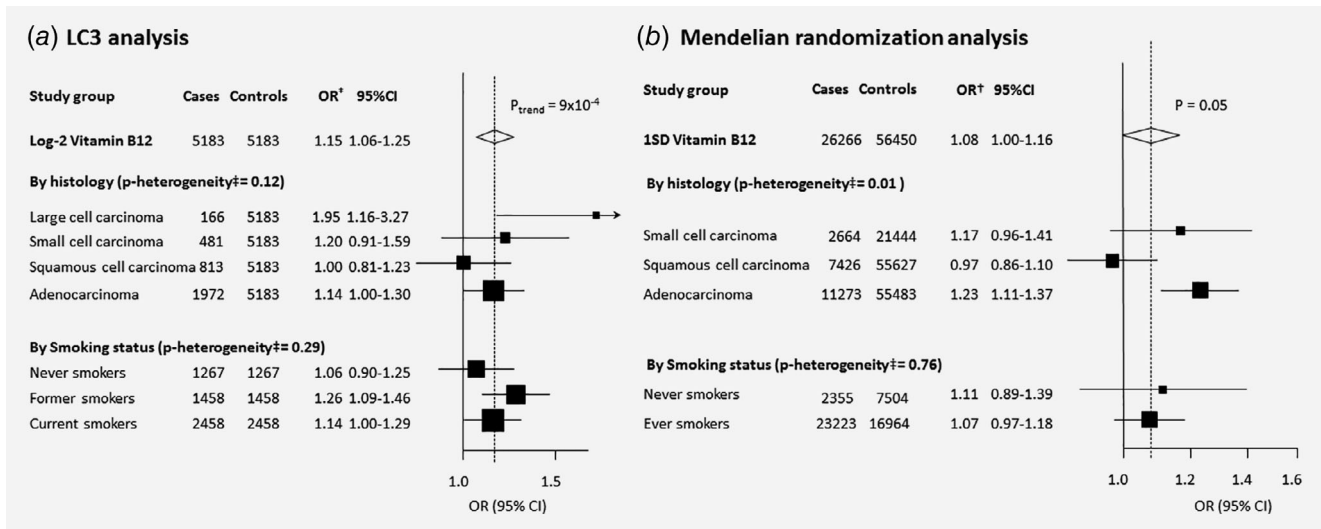 (a) LC3 analysis
Study group Cases Controls OR‡ 95%CI
Ptrend = 9x10-4
Log-2 Vitamin B12 5183 5183 1.15 1.06-1.25
By histology (p-heterogeneity‡= 0.12)
Large cell carcinoma 166 5183 1.95 1.16-3.27
Small cell carcinoma 481 5183 1.20 0.91-1.59
Squamous cell carcinoma 813 5183 1.00 0.81-1.23
Adenocarcinoma 1972 5183 1.14 1.00-1.30
By Smoking status (p-heterogeneity‡= 0.29)
Never smokers 1267 1267 1.06 0.90-1.25
Former smokers 1458 1458 1.26 1.09-1.46
Current smokers 2458 2458 1.14 1.00-1.29
1.0 1.5
OR (95% CI)
(b) Mendelian randomization analysis
Study group Cases Controls OR† 95%CI
P = 0.05
1SD Vitamin B12 26266 56450 1.08 1.00-1.16
By histology (p-heterogeneity‡= 0.01 )
Small cell carcinoma 2664 21444 1.17 0.96-1.41
Squamous cell carcinoma 7426 55627 0.97 0.86-1.10
Adenocarcinoma 11273 55483 1.23 1.11-1.37
By Smoking status (p-heterogeneity‡= 0.76)
Never smokers 2355 7504 1.11 0.89-1.39
Ever smokers 23223 16964 1.07 0.97-1.18
1.0 1.2 1.4 1.6
OR (95% CI)